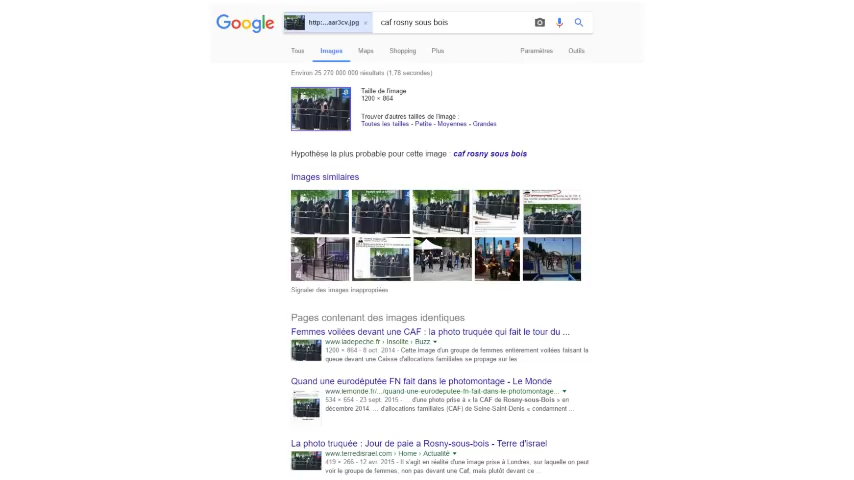 Google
http:...aar3cv.jpg × caf rosny sous bois
Tous Images Maps Shopping Plus Paramètres Outils
Environ 25 270 000 000 résultats (1,78 secondes)
Taille de l'image
1200 × 864
Trouver d'autres tailles de l'image :
Toutes les tailles - Petite - Moyennes - Grandes
Hypothèse la plus probable pour cette image : caf rosny sous bois
Images similaires
Signaler des images inappropriées
Pages contenant des images identiques
Femmes voilées devant une CAF : la photo truquée qui fait le tour du ...
www.ladepeche.fr › Insolite › Buzz
1200 × 864 - 8 oct. 2014 - Cette image d'un groupe de femmes entièrement voilées faisant la
queue devant une Caisse d'allocations familiales se propage sur les
Quand une eurodéputée FN fait dans le photomontage - Le Monde
www.lemonde.fr/.../quand-une-eurodeputee-fn-fait-dans-le-photomontage...
534 × 654 - 23 sept. 2015 - ... d'une photo prise à « la CAF de Rosny-sous-Bois » en
décembre 2014. ... d'allocations familiales (CAF) de Seine-Saint-Denis « condamnent ...
La photo truquée : Jour de paie a Rosny-sous-bois - Terre d'israel
www.terredisrael.com › Home › Actualité
419 × 266 - 12 avr. 2015 - Il s'agit en réalité d'une image prise à Londres, sur laquelle on peut
voir le groupe de femmes, non pas devant une Caf, mais plutôt devant ce ...